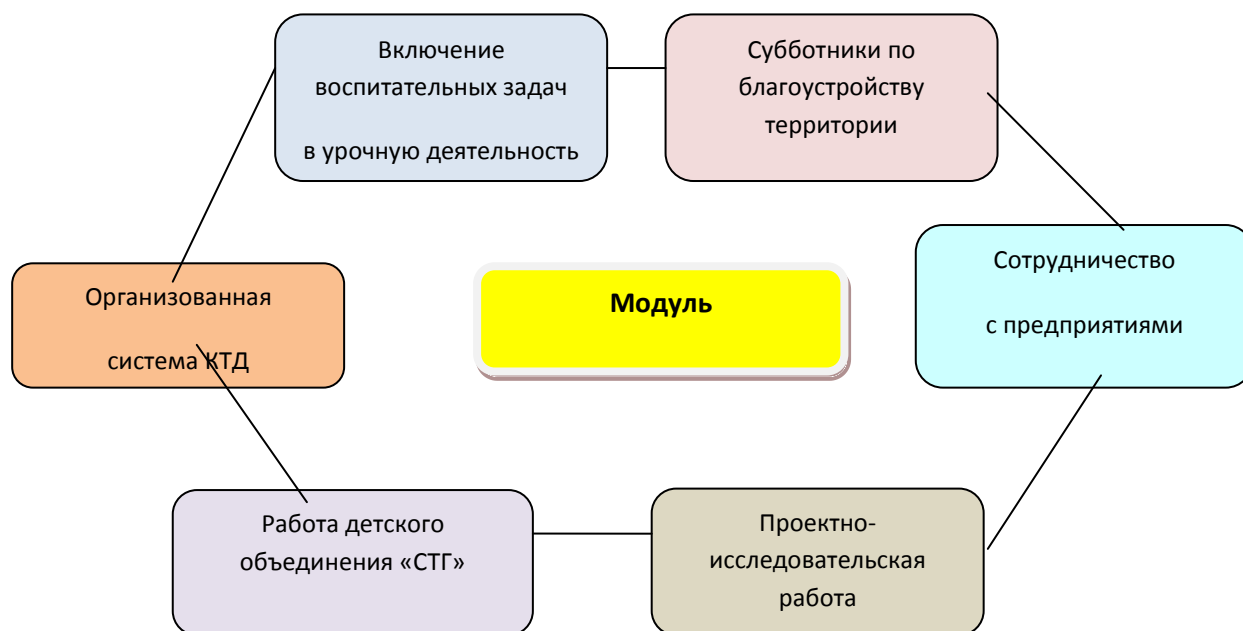 Включение
воспитательных задач
в урочную деятельность
Субботники по
благоустройству
территории
Организованная
система КТД
Модуль
Сотрудничество
с предприятиями
Работа детского
объединения «СТГ»
Проектно-
исследовательская
работа